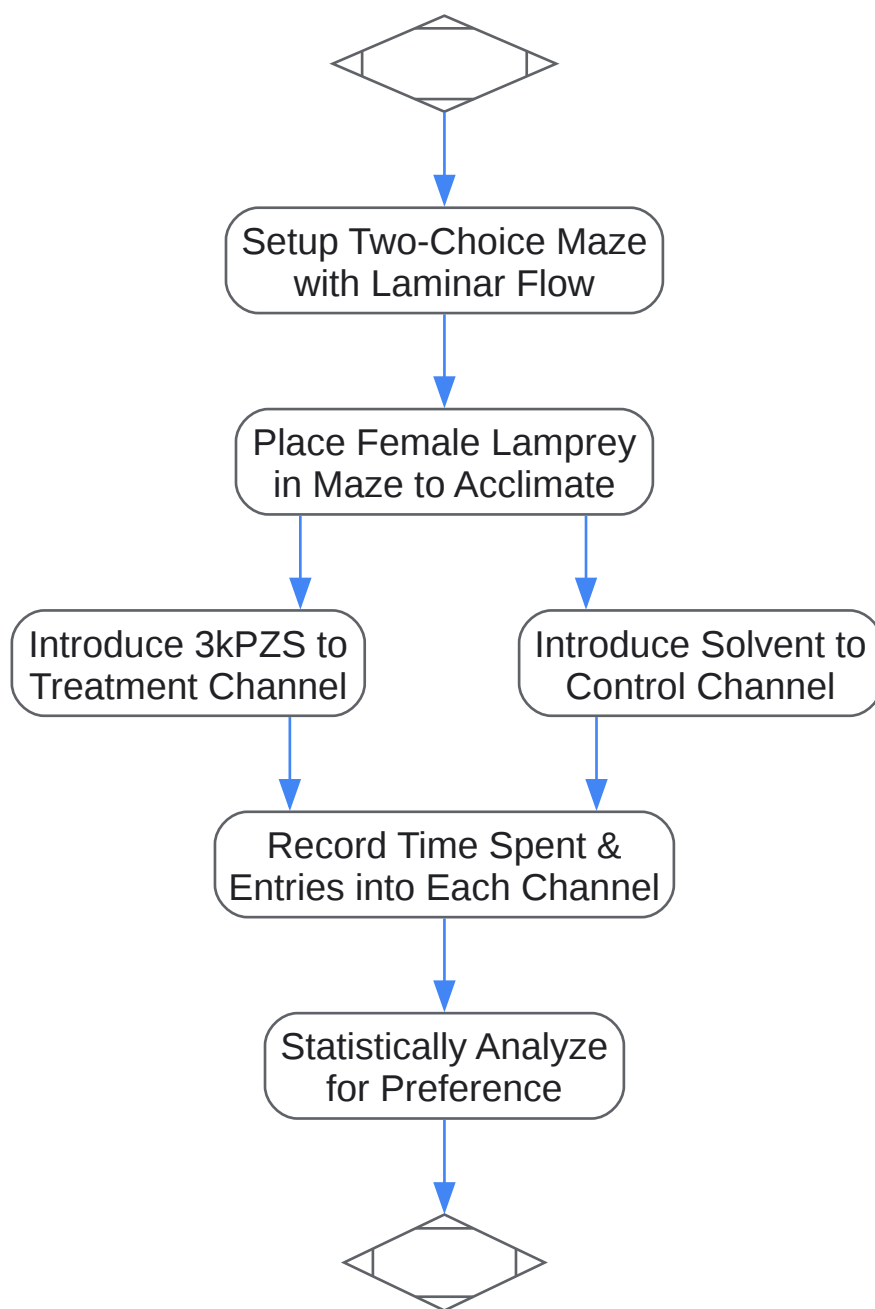 Setup Two-Choice Maze
with Laminar Flow
Place Female Lamprey
in Maze to Acclimate
Introduce 3kPZS to
Treatment Channel
Introduce Solvent to
Control Channel
Record Time Spent &
Entries into Each Channel
Statistically Analyze
for Preference